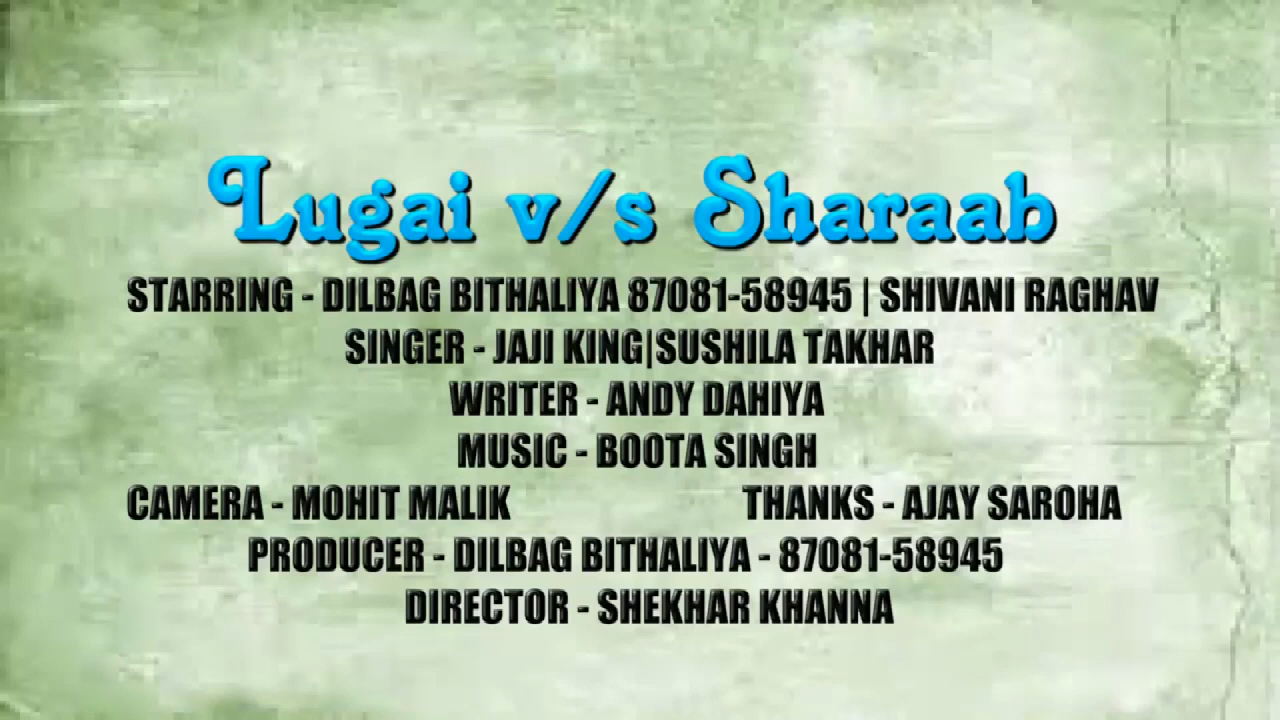 Lugai v/s Sharaab
STARRING - DILBAG BITHALIYA 87081-58945 | SHIVANI RAGHAV
SINGER - JAJI KING|SUSHILA TAKHAR
WRITER - ANDY DAHIYA
MUSIC - BOOTA SINGH
CAMERA - MOHIT MALIK THANKS - AJAY SAROHA
PRODUCER - DILBAG BITHALIYA - 87081-58945
DIRECTOR - SHEKHAR KHANNA